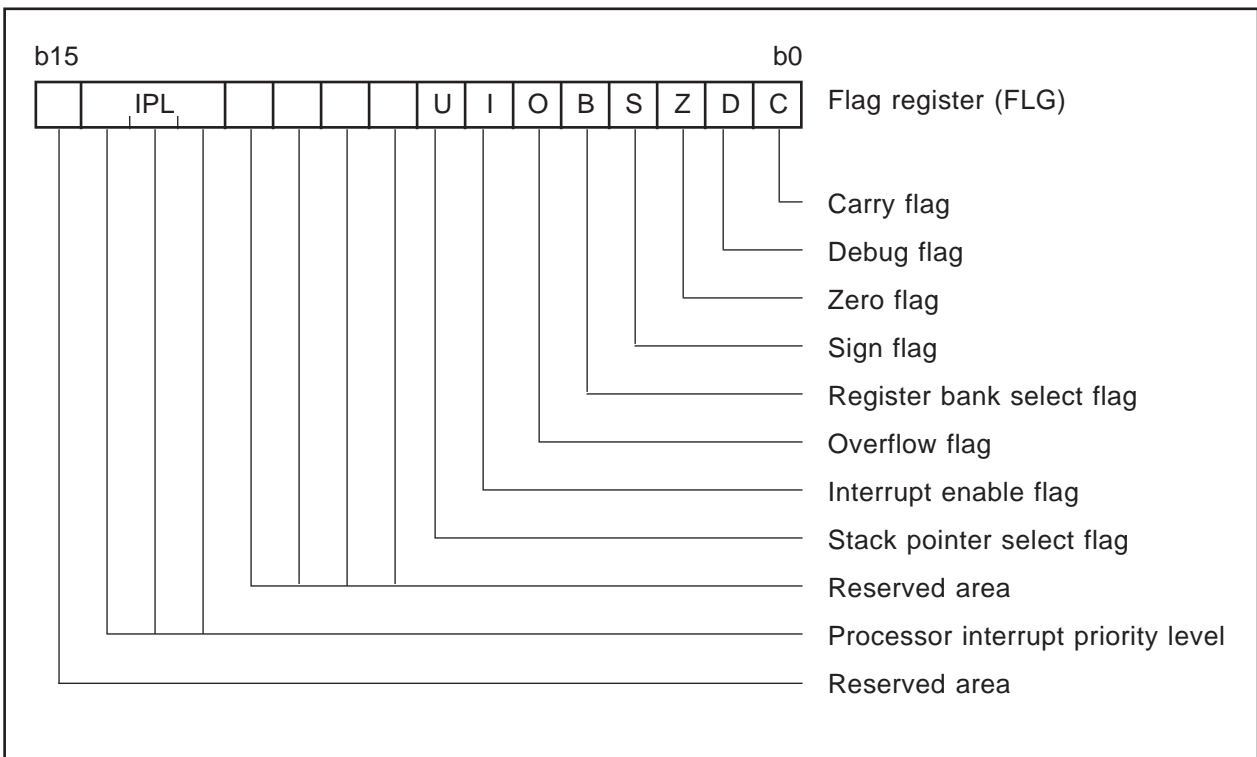 b15 b0
IPL U I O B S Z D C Flag register (FLG)
Carry flag
Debug flag
Zero flag
Sign flag
Register bank select flag
Overflow flag
Interrupt enable flag
Stack pointer select flag
Reserved area
Processor interrupt priority level
Reserved area